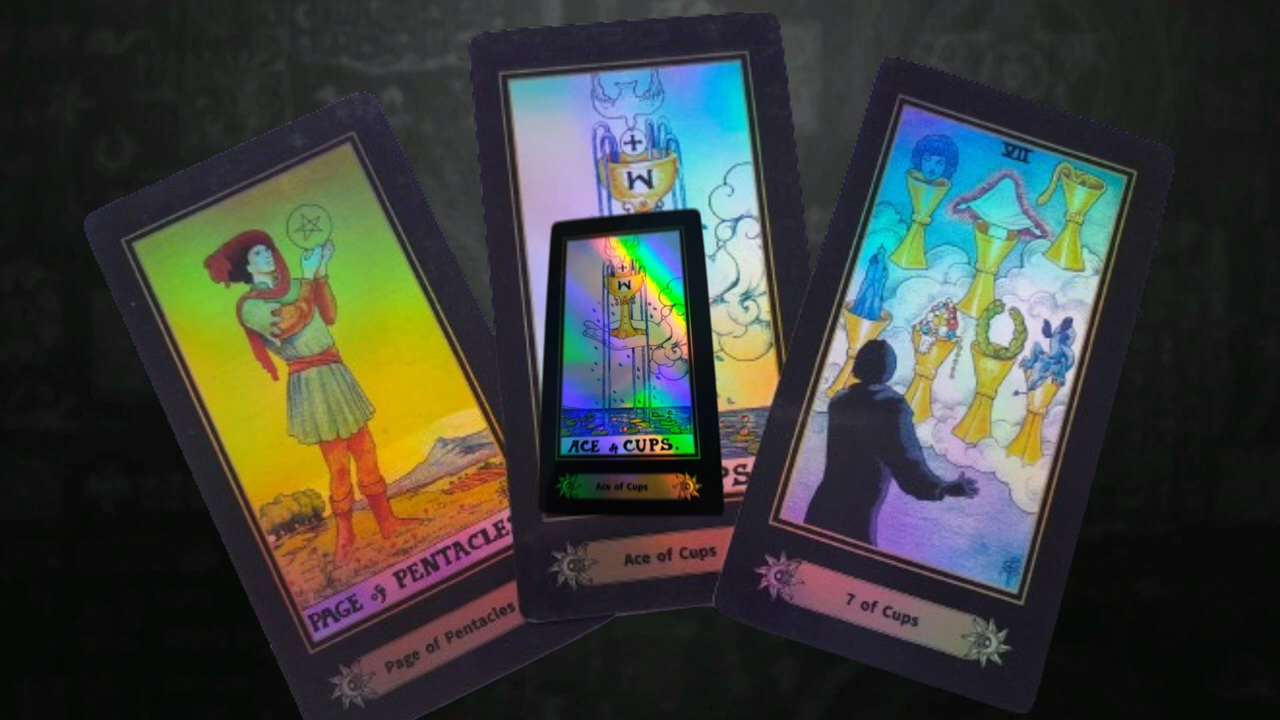 PAGE of PENTACLES
Page of Pentacles
M
PS
Ace of Cups
M
ACE of CUPS.
Ace of Cups
VII
7 of Cups